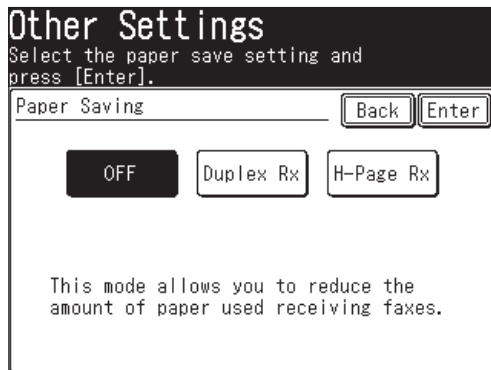 Other Settings
Select the paper save setting and
press [Enter].
Paper Saving
Back Enter
OFF Duplex Rx H-Page Rx
This mode allows you to reduce the
amount of paper used receiving faxes.